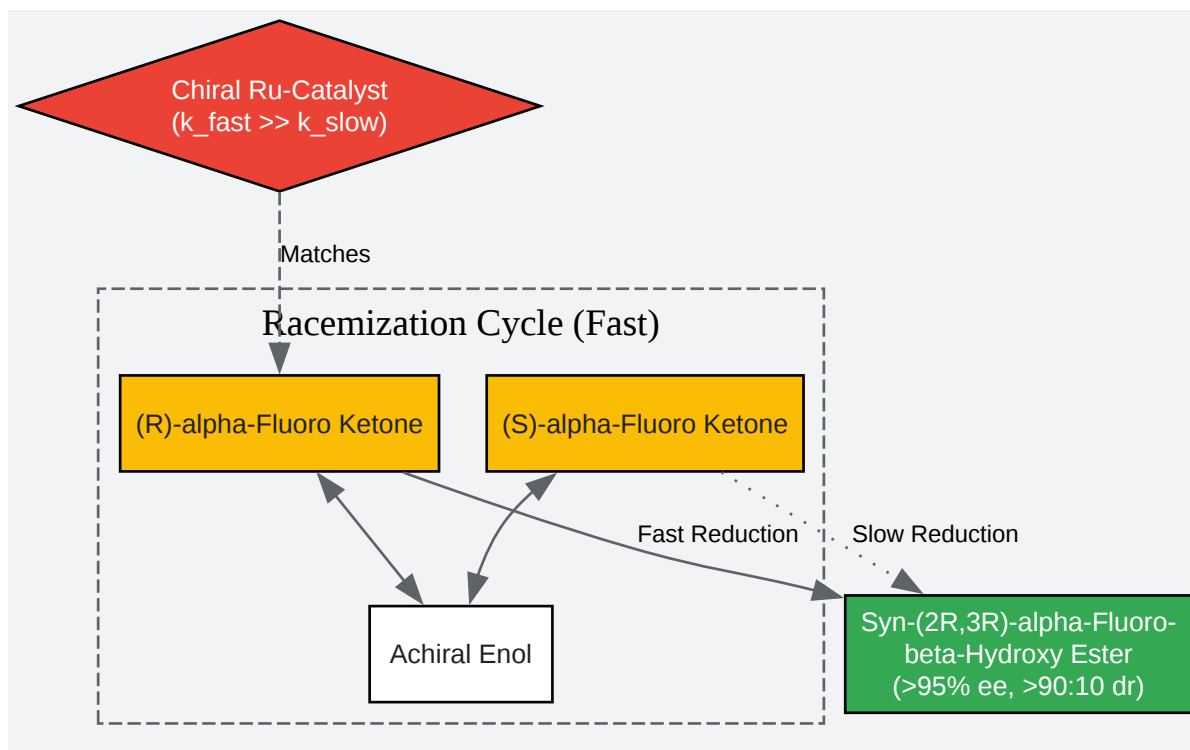 Chiral Ru-Catalyst
(k_fast >> k_slow)
Matches
Racemization Cycle (Fast)
(R)-alpha-Fluoro Ketone
(S)-alpha-Fluoro Ketone
Fast Reduction
Slow Reduction
Achiral Enol
Syn-(2R,3R)-alpha-Fluoro-
beta-Hydroxy Ester
(>95% ee, >90:10 dr)